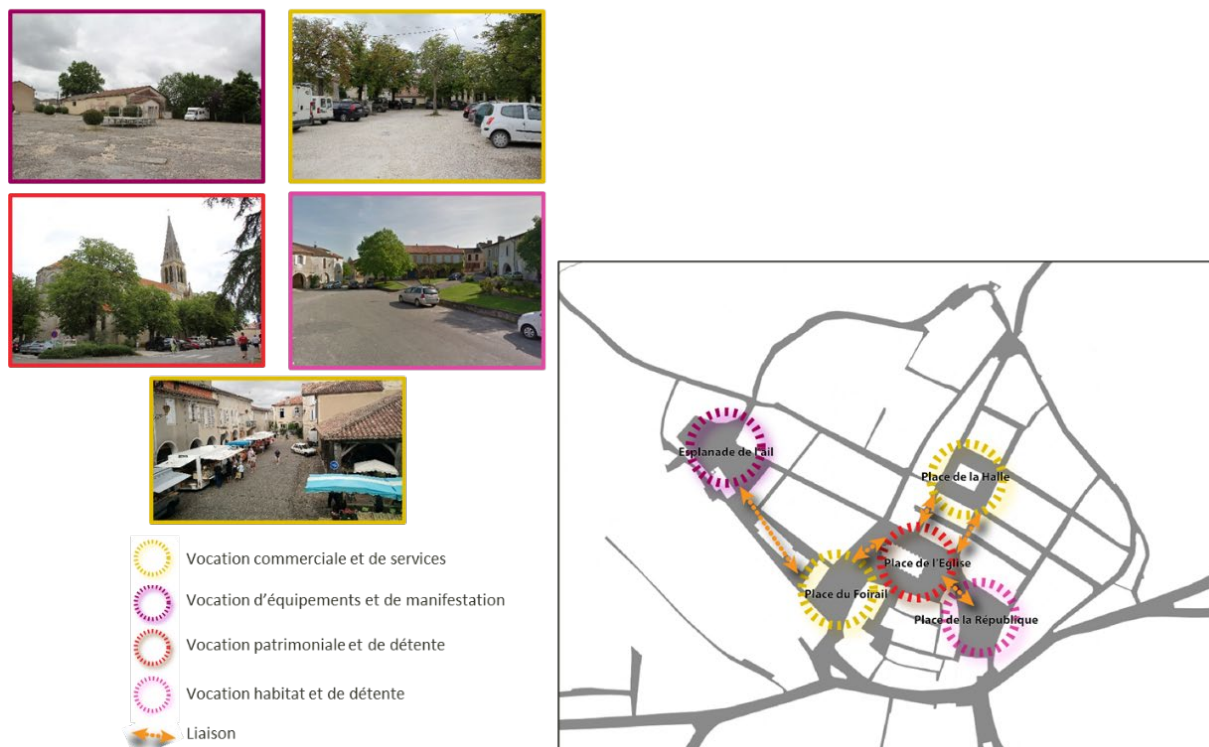 Esplanade de l'ail
Place de la Halle
Place de l'Eglise
Place du Foirail
Place de la République
Vocation commerciale et de services
Vocation d'équipements et de manifestation
Vocation patrimoniale et de détente
Vocation habitat et de détente
Liaison